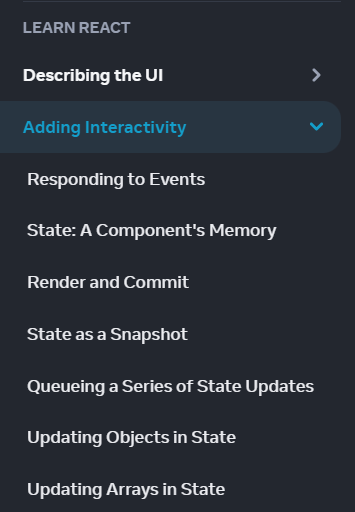 LEARN REACT
Describing the UI
Adding Interactivity
Responding to Events
State: A Component's Memory
Render and Commit
State as a Snapshot
Queueing a Series of State Updates
Updating Objects in State
Updating Arrays in State